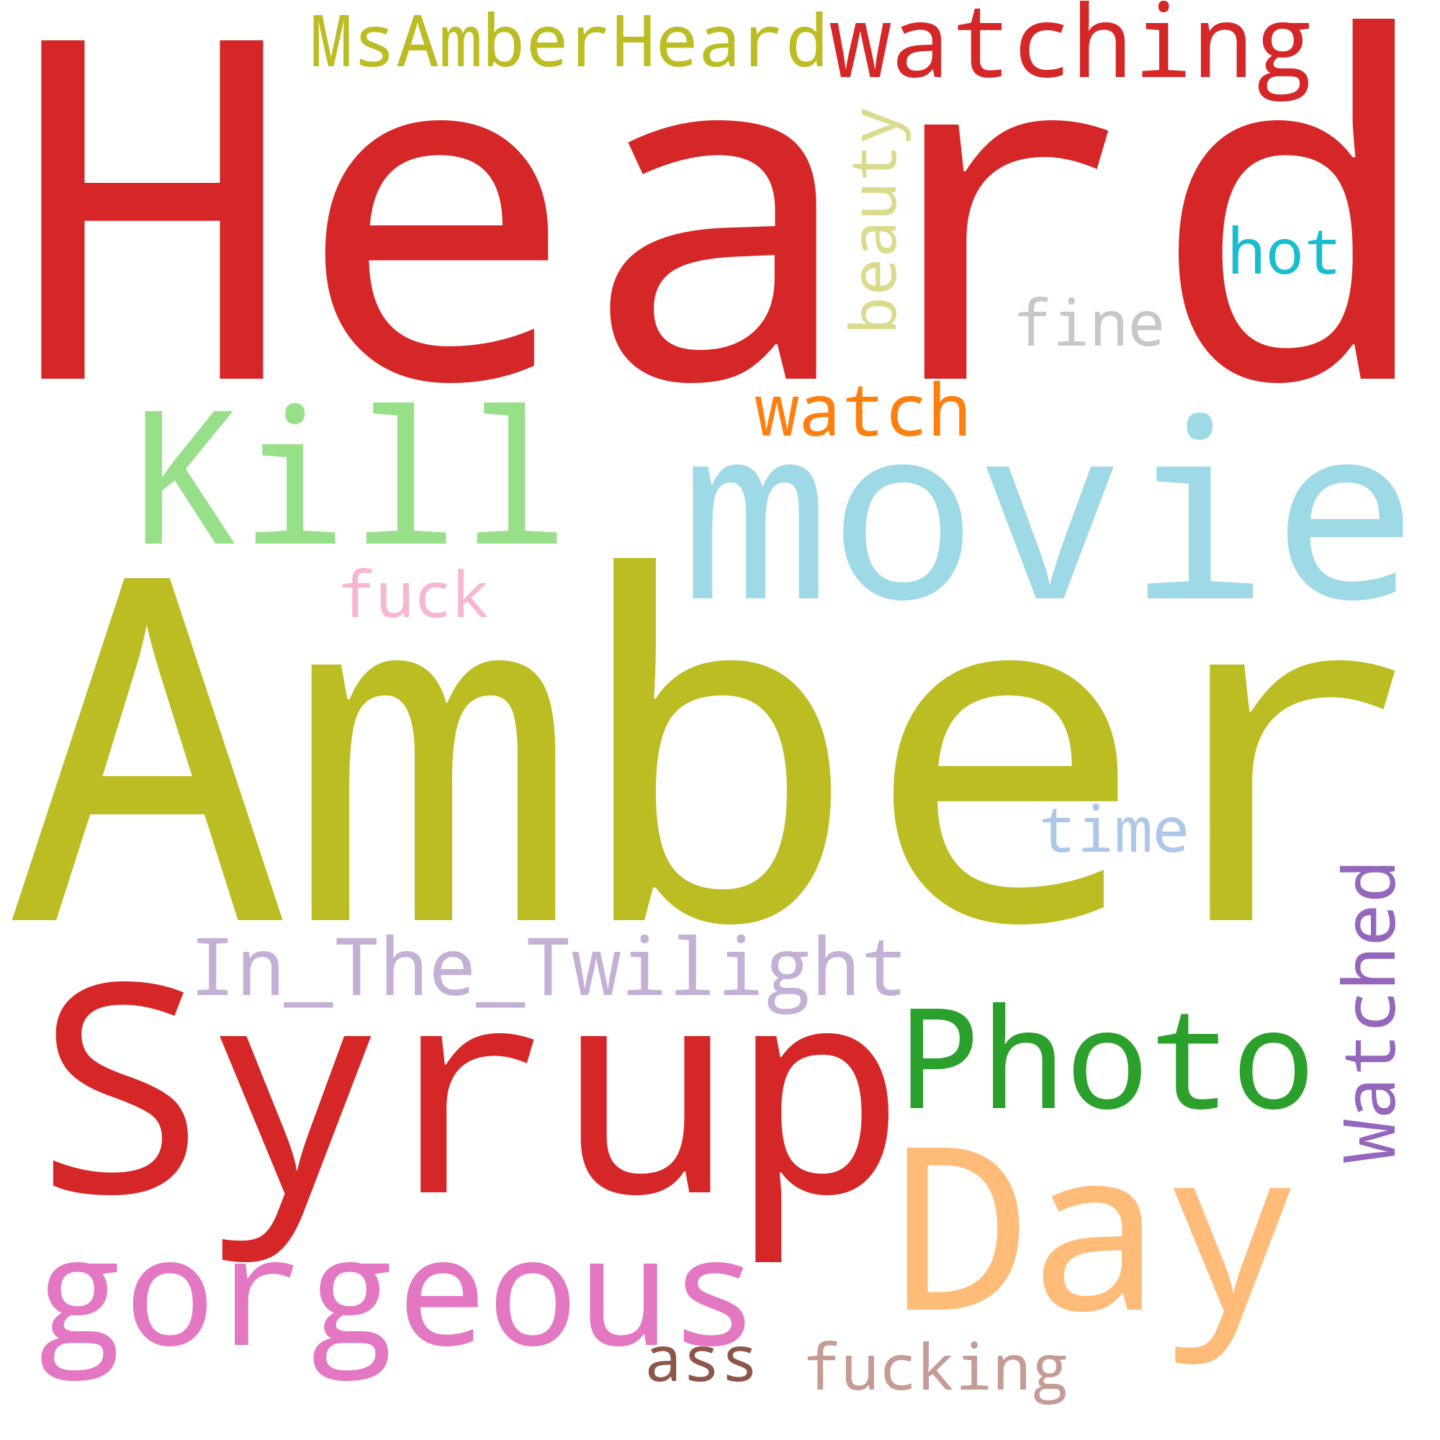 MsAmberHeard
watching
Heard
beauty
hot
fine
Kill
watch
movie
fuck
Amber
time
Watched
In_The_Twilight
Syrup
Photo
Day
gorgeous
ass
fucking